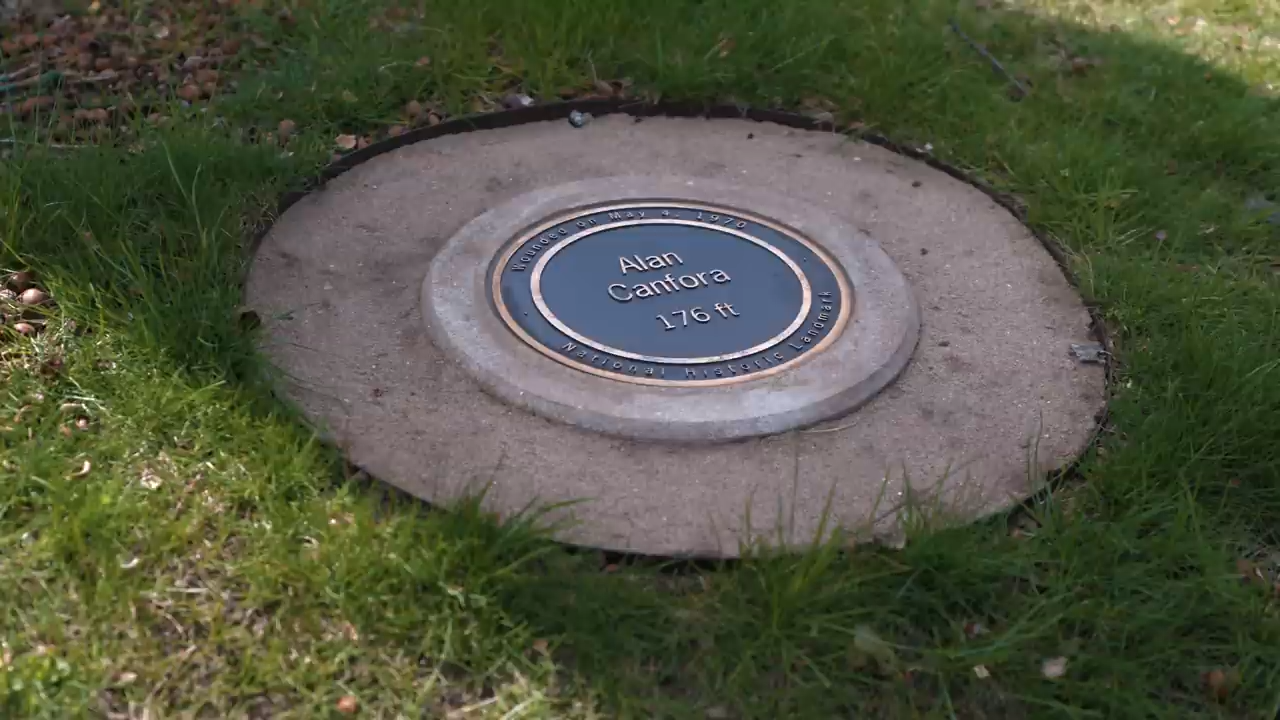 Wounded on May 4, 1970
Alan
Canfora
176 ft
National Historic Landmark